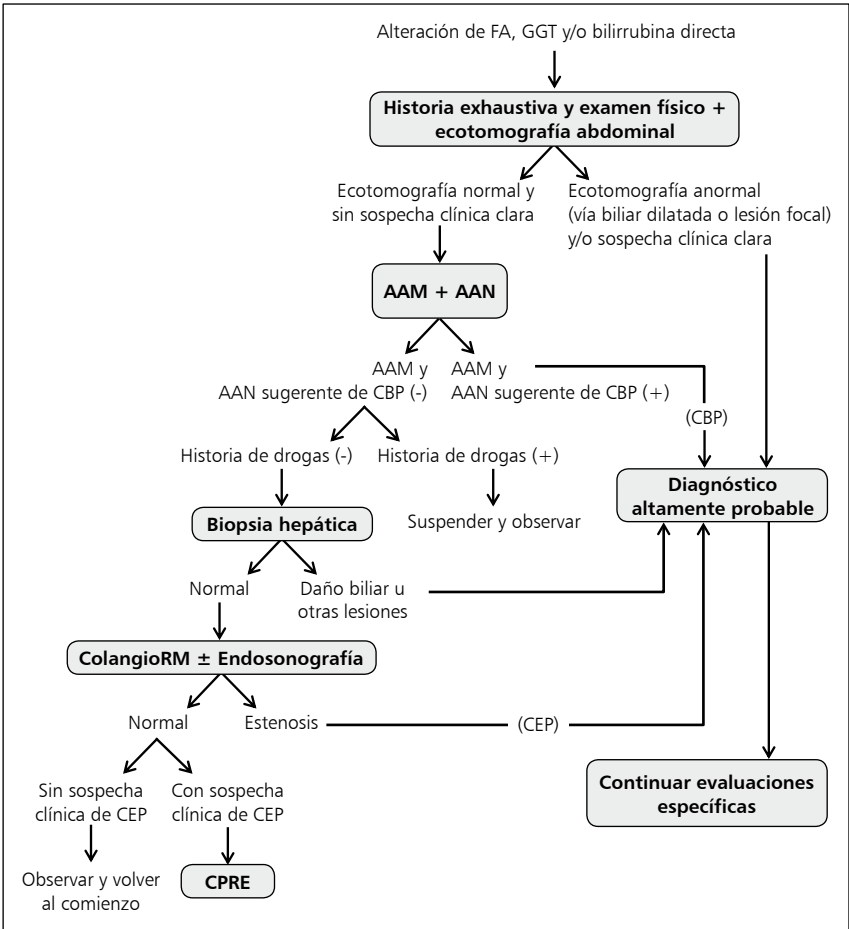 Alteración de FA, GGT y/o bilirrubina directa
Historia exhaustiva y examen físico +
ecotomografía abdominal
Ecotomografía normal y
sin sospecha clínica clara
Ecotomografía anormal
(vía biliar dilatada o lesión focal)
y/o sospecha clínica clara
AAM + AAN
AAM y
AAN sugerente de CBP (-)
AAM y
AAN sugerente de CBP (+)
(CBP)
Historia de drogas (-)
Historia de drogas (+)
Diagnóstico
altamente probable
Biopsia hepática
Suspender y observar
Normal
Daño biliar u
otras lesiones
ColangioRM ± Endosonografía
Normal
Estenosis
(CEP)
Sin sospecha
clínica de CEP
Con sospecha
clínica de CEP
Continuar evaluaciones
específicas
Observar y volver
al comienzo
CPRE